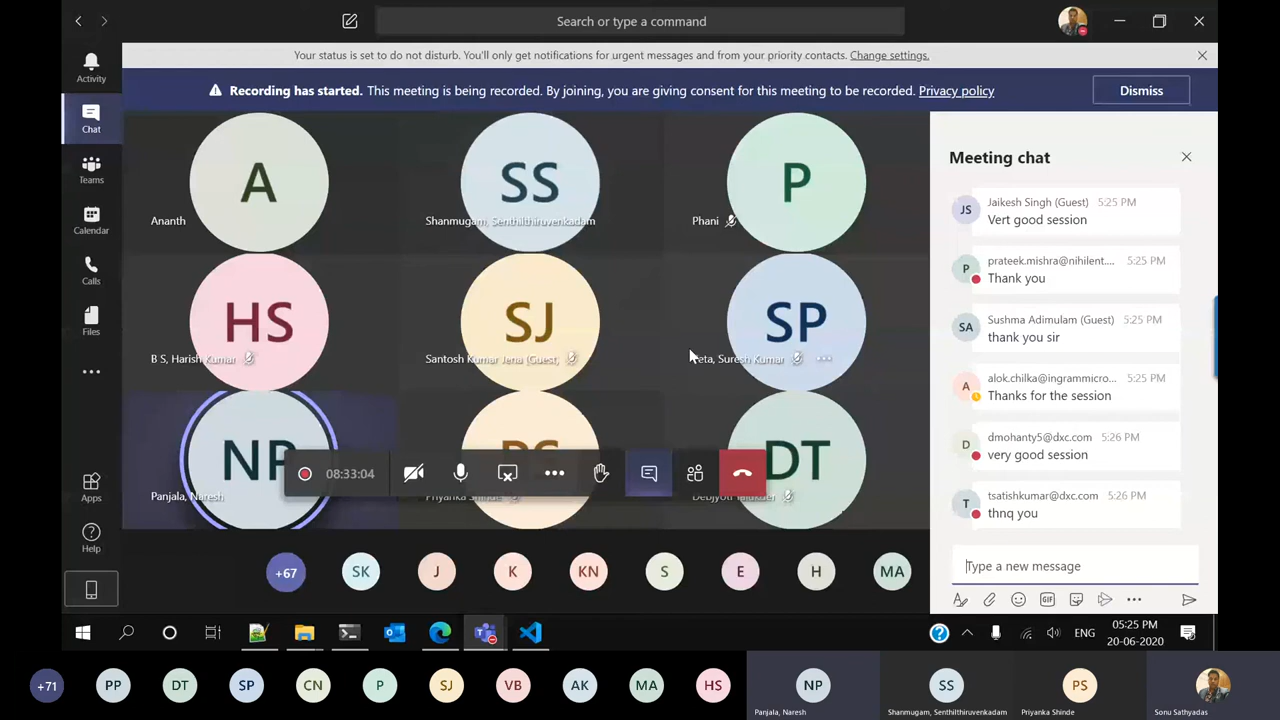 Search or type a command
Your status is set to do not disturb. You'll only get notifications for urgent messages and from your priority contacts. Change settings.
Recording has started. This meeting is being recorded. By joining, you are giving consent for this meeting to be recorded. Privacy policy
Dismiss
Activity
Chat
Teams
Calendar
Calls
Files
Apps
Help
A
Ananth
SS
Shanmugam, Senthilthiruvenkadam
P
Phani
HS
B S, Harish Kumar
SJ
Santosh Kumar Jena (Guest,
SP
Suresh Kumar
NP
Panjala, Naresh
Priyanka Shinde
DT
Debjyoti Talukder
08:33:04
+67
SK
J
K
KN
S
E
H
MA
Meeting chat
JS
Jaikesh Singh (Guest) 5:25 PM
Vert good session
P
prateek.mishra@nihilent.... 5:25 PM
Thank you
SA
Sushma Adimulam (Guest) 5:25 PM
thank you sir
A
alok.chilka@ingrammicro... 5:25 PM
Thanks for the session
D
dmohanty5@dxc.com 5:26 PM
very good session
T
tsatishkumar@dxc.com 5:26 PM
thnq you
Type a new message
GIF
ENG
05:25 PM
20-06-2020
+71
PP
DT
SP
CN
P
SJ
VB
AK
MA
HS
NP
Panjala, Naresh
SS
Shanmugam, Senthilthiruvenkadam
PS
Priyanka Shinde
Sonu Sathyadas